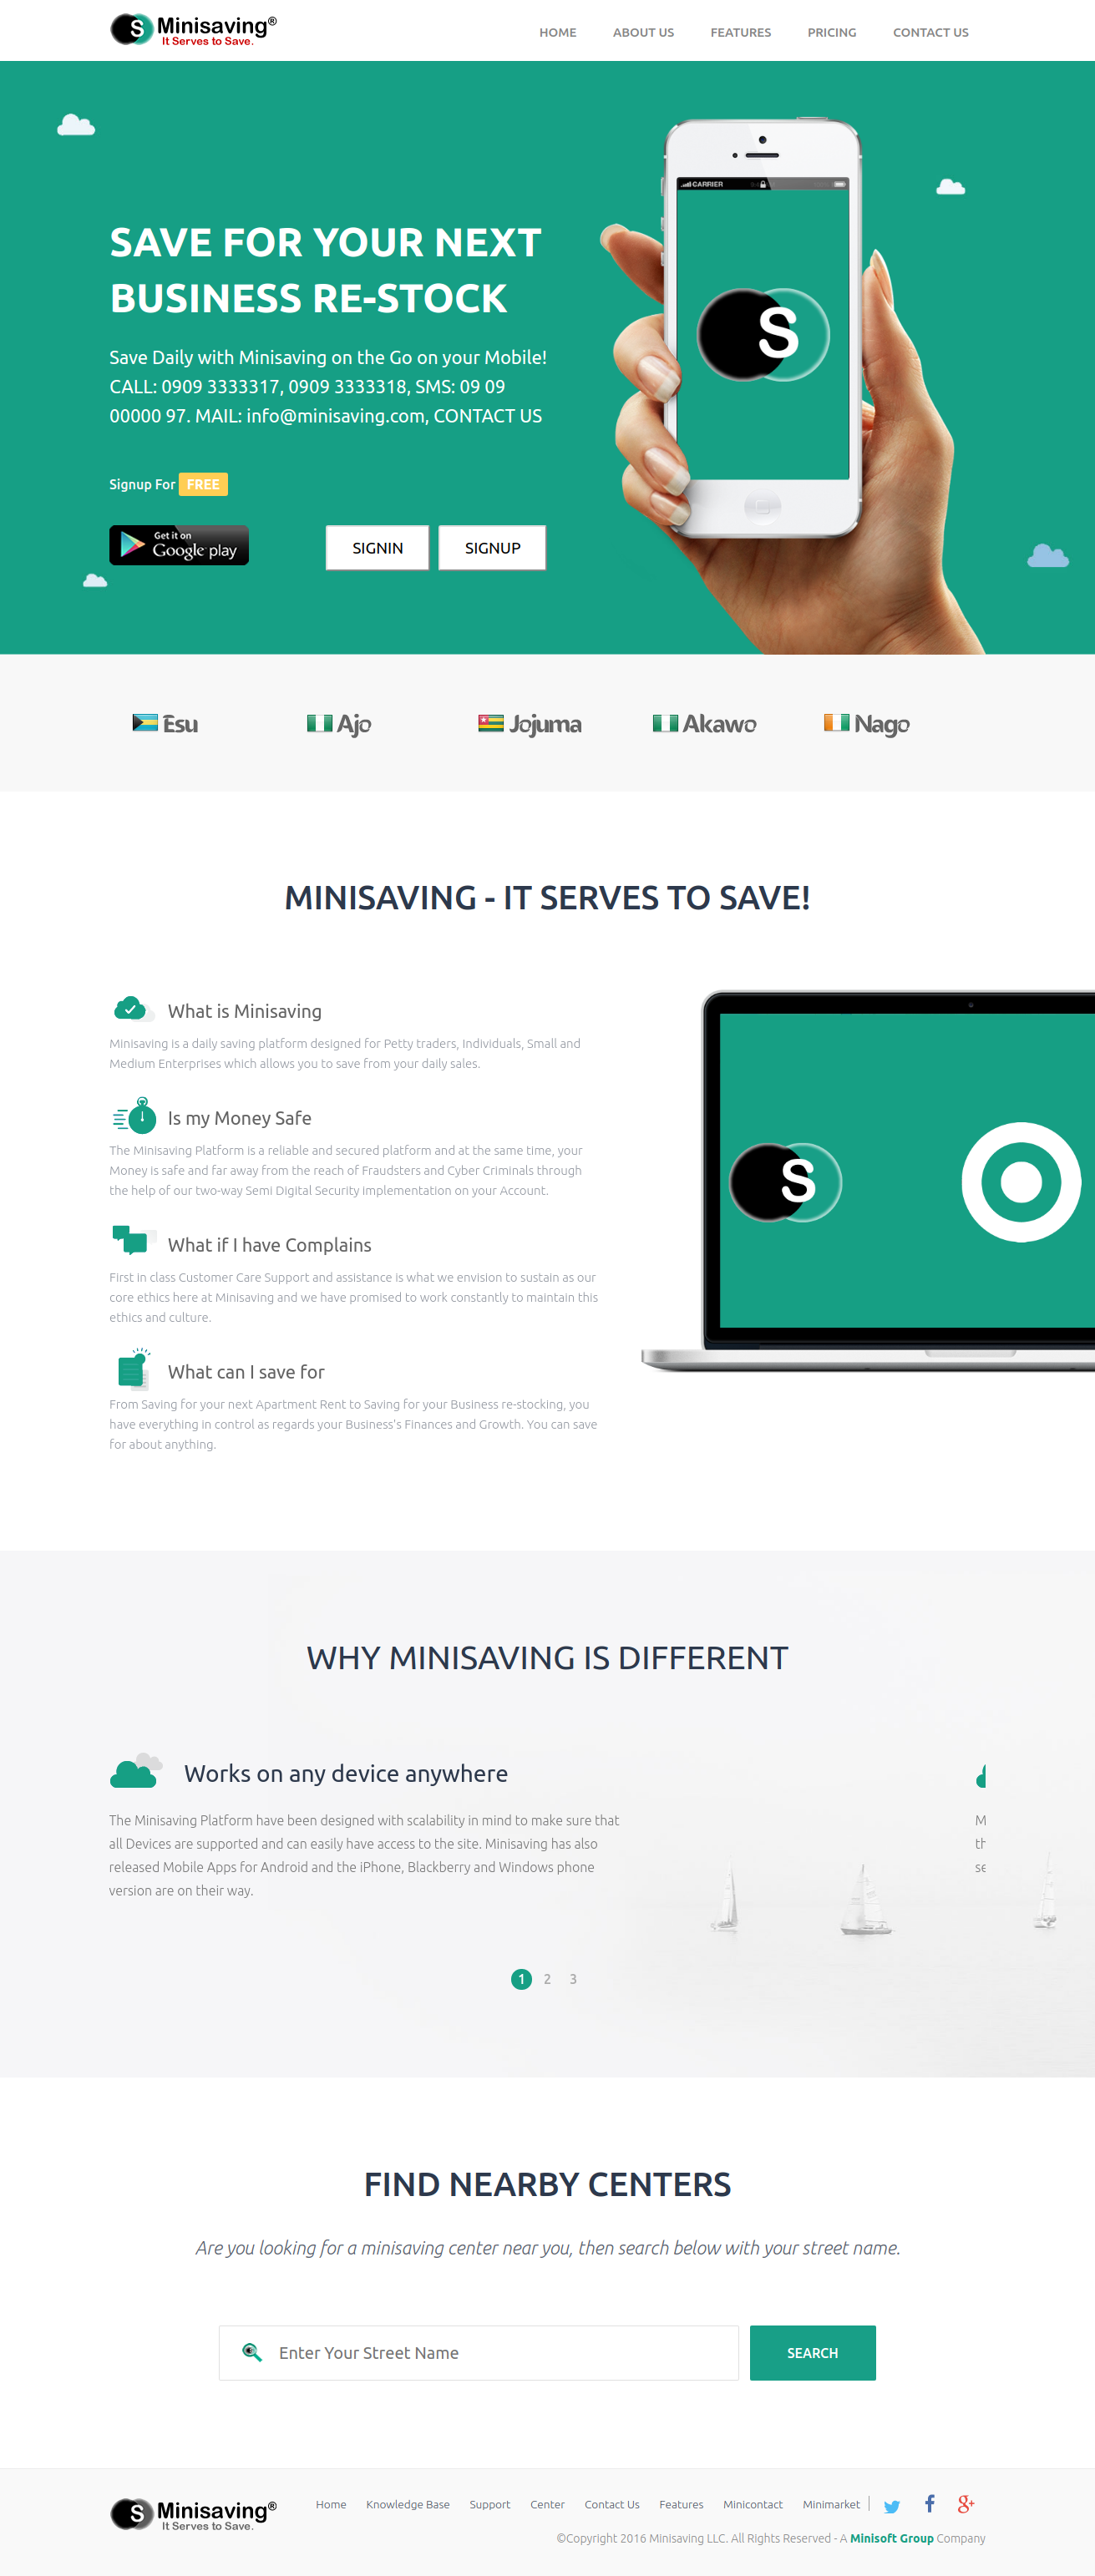 S Minisaving®
It Serves to Save.
HOME ABOUT US FEATURES PRICING CONTACT US
CARRIER
SAVE FOR YOUR NEXT
BUSINESS RE-STOCK
S
Save Daily with Minisaving on the Go on your Mobile!
CALL: 0909 3333317, 0909 3333318, SMS: 09 09
00000 97. MAIL: info@minisaving.com, CONTACT US
Signup For FREE
Get it on
Google play
SIGNIN SIGNUP
Esu Ajo Jojuma Akawo Nago
MINISAVING - IT SERVES TO SAVE!
What is Minisaving
Minisaving is a daily saving platform designed for Petty traders, Individuals, Small and
Medium Enterprises which allows you to save from your daily sales.
Is my Money Safe
The Minisaving Platform is a reliable and secured platform and at the same time, your
Money is safe and far away from the reach of Fraudsters and Cyber Criminals through
the help of our two-way Semi Digital Security implementation on your Account.
S
What if I have Complains
First in class Customer Care Support and assistance is what we envision to sustain as our
core ethics here at Minisaving and we have promised to work constantly to maintain this
ethics and culture.
What can I save for
From Saving for your next Apartment Rent to Saving for your Business re-stocking, you
have everything in control as regards your Business's Finances and Growth. You can save
for about anything.
WHY MINISAVING IS DIFFERENT
Works on any device anywhere
The Minisaving Platform have been designed with scalability in mind to make sure that
all Devices are supported and can easily have access to the site. Minisaving has also
released Mobile Apps for Android and the iPhone, Blackberry and Windows phone
version are on their way.
M
th
se
1 2 3
FIND NEARBY CENTERS
Are you looking for a minisaving center near you, then search below with your street name.
Enter Your Street Name
SEARCH
S Minisaving®
It Serves to Save.
Home Knowledge Base Support Center Contact Us Features Minicontact Minimarket
©Copyright 2016 Minisaving LLC. All Rights Reserved - A Minisoft Group Company